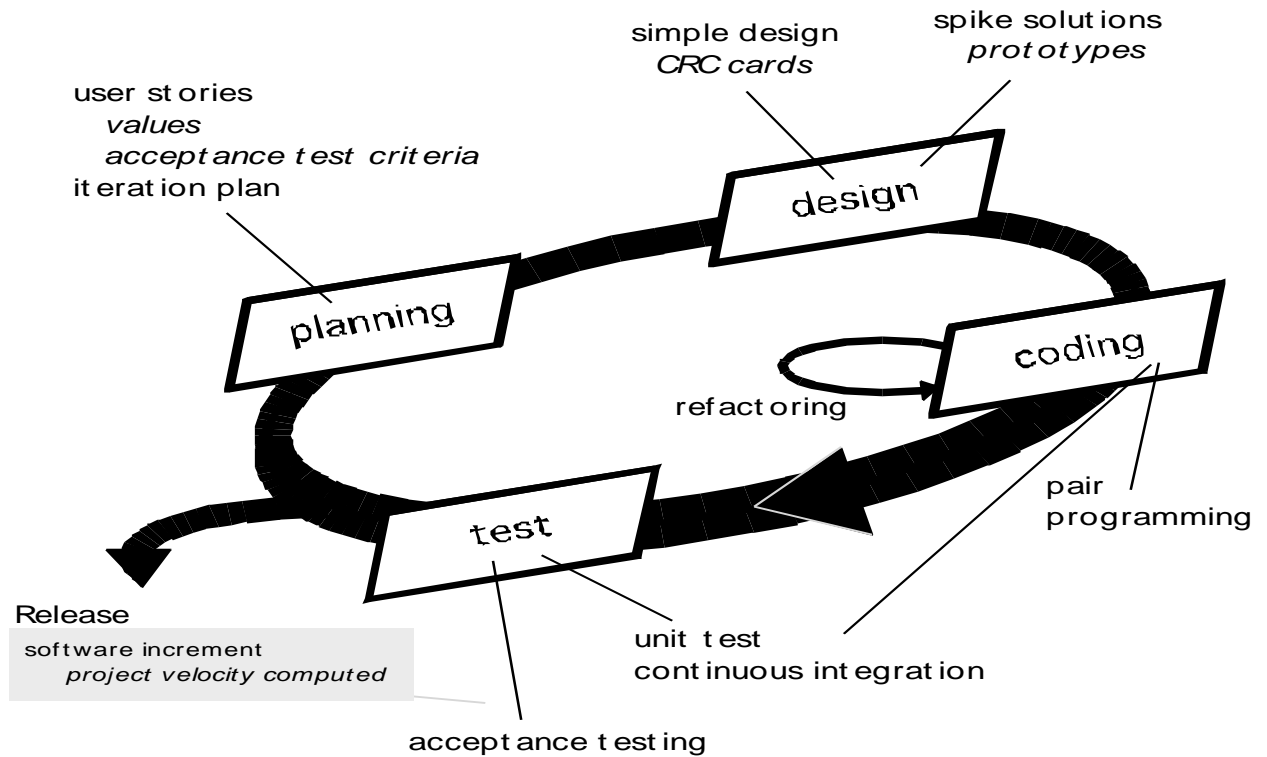 spike solutions
prototypes
simple design
CRC cards
user stories
values
acceptance test criteria
iteration plan
design
planning
coding
refactoring
pair
programming
test
Release
software increment
project velocity computed
unit test
continuous integration
acceptance testing